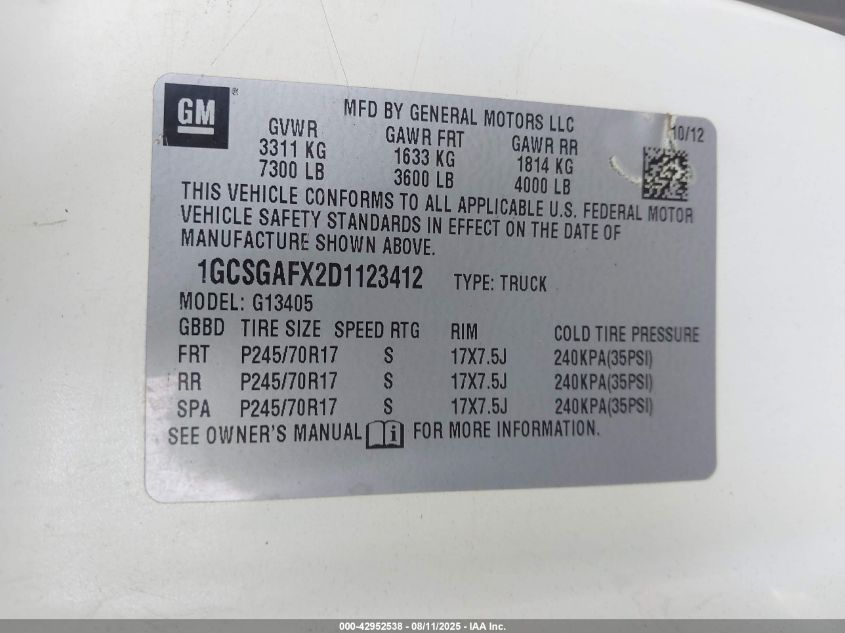 GM ®
MFD BY GENERAL MOTORS LLC
10/12
GVWR GAWR FRT GAWR RR
3311 KG 1633 KG 1814 KG
7300 LB 3600 LB 4000 LB
THIS VEHICLE CONFORMS TO ALL APPLICABLE U.S. FEDERAL MOTOR
VEHICLE SAFETY STANDARDS IN EFFECT ON THE DATE OF
MANUFACTURE SHOWN ABOVE.
1GCSGAFX2D1123412 TYPE: TRUCK
MODEL: G13405
GBBD TIRE SIZE SPEED RTG RIM COLD TIRE PRESSURE
FRT P245/70R17 S 17X7.5J 240KPA(35PSI)
RR P245/70R17 S 17X7.5J 240KPA(35PSI)
SPA P245/70R17 S 17X7.5J 240KPA(35PSI)
SEE OWNER'S MANUAL i FOR MORE INFORMATION.
000-42952538 - 08/11/2025 - IAA Inc.